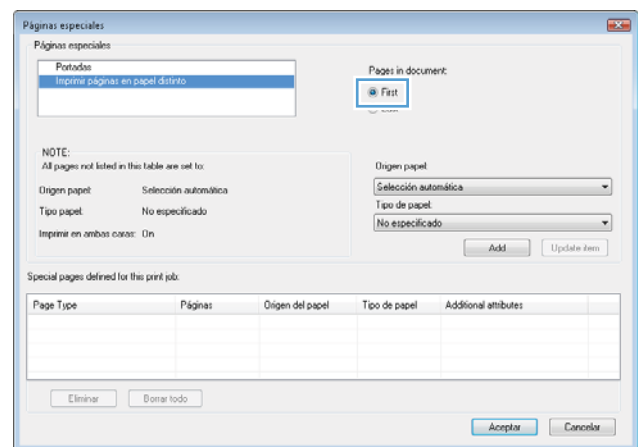 Páginas especiales
Páginas especiales
Portadas
Imprimir páginas en papel distinto
Pages in document:
First
NOTE:
All pages not listed in this table are set to:
Origen papel: Selección automática
Tipo papel: No especificado
Imprimir en ambas caras: On
Origen papel:
Selección automática
Tipo de papel:
No especificado
Add Update item
Special pages defined for this print job:
Page Type Páginas Origen del papel Tipo de papel Additional attributes
Eliminar Borrar todo
Aceptar Cancelar